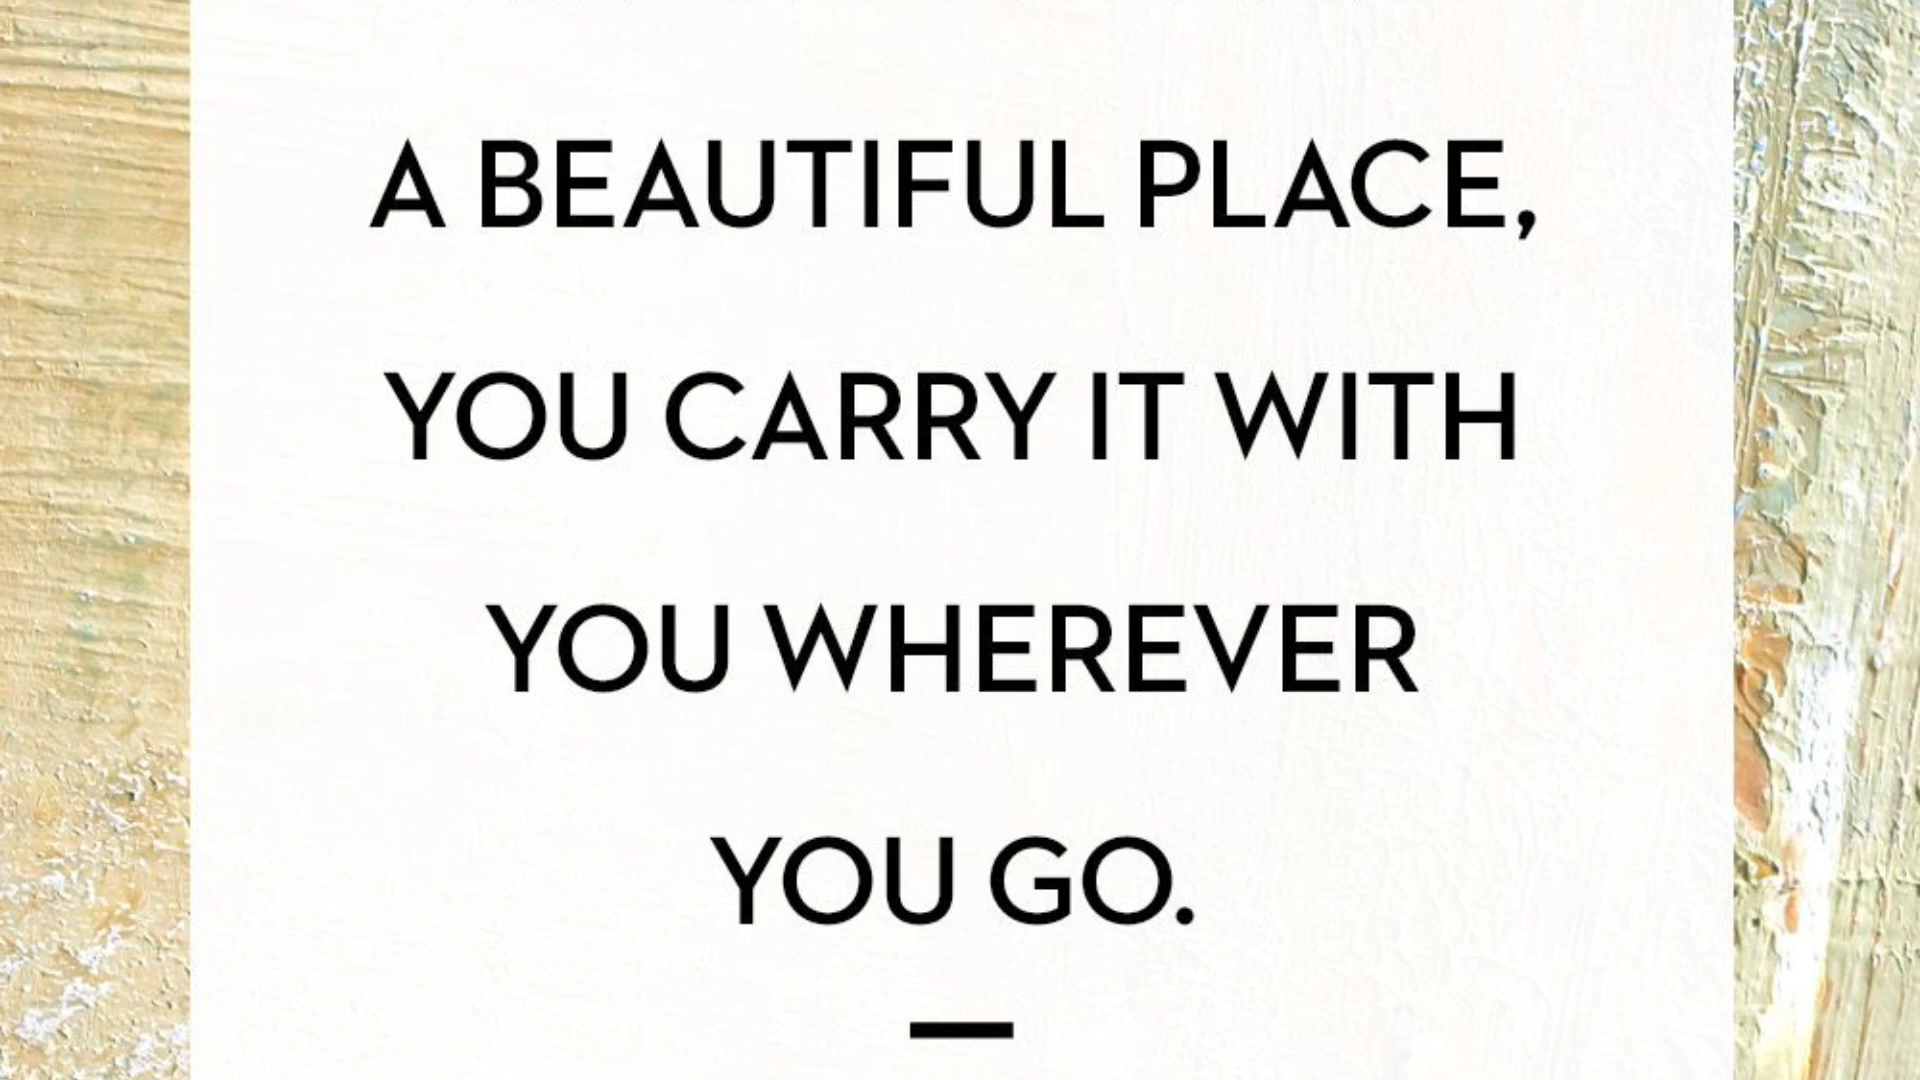 A BEAUTIFUL PLACE,
YOU CARRY IT WITH
YOU WHEREVER
YOU GO.